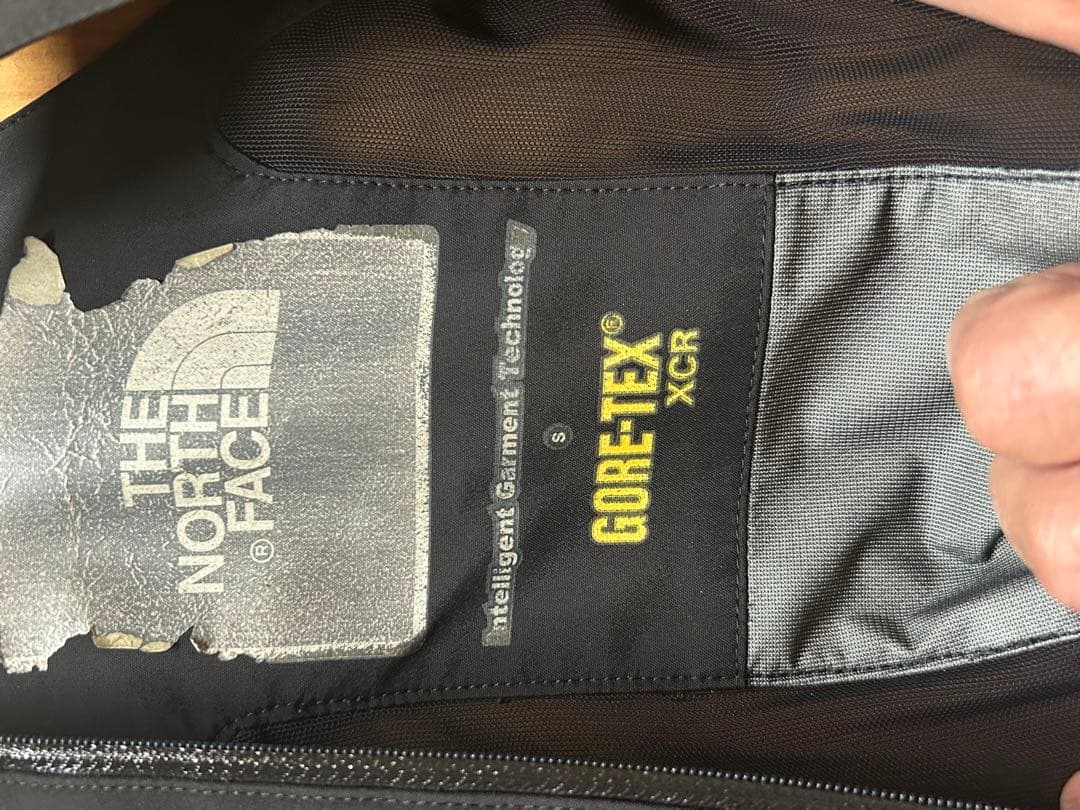 THE
NORTH
FACE®
Intelligent Garment Technology
S
GORE-TEX®
XCR